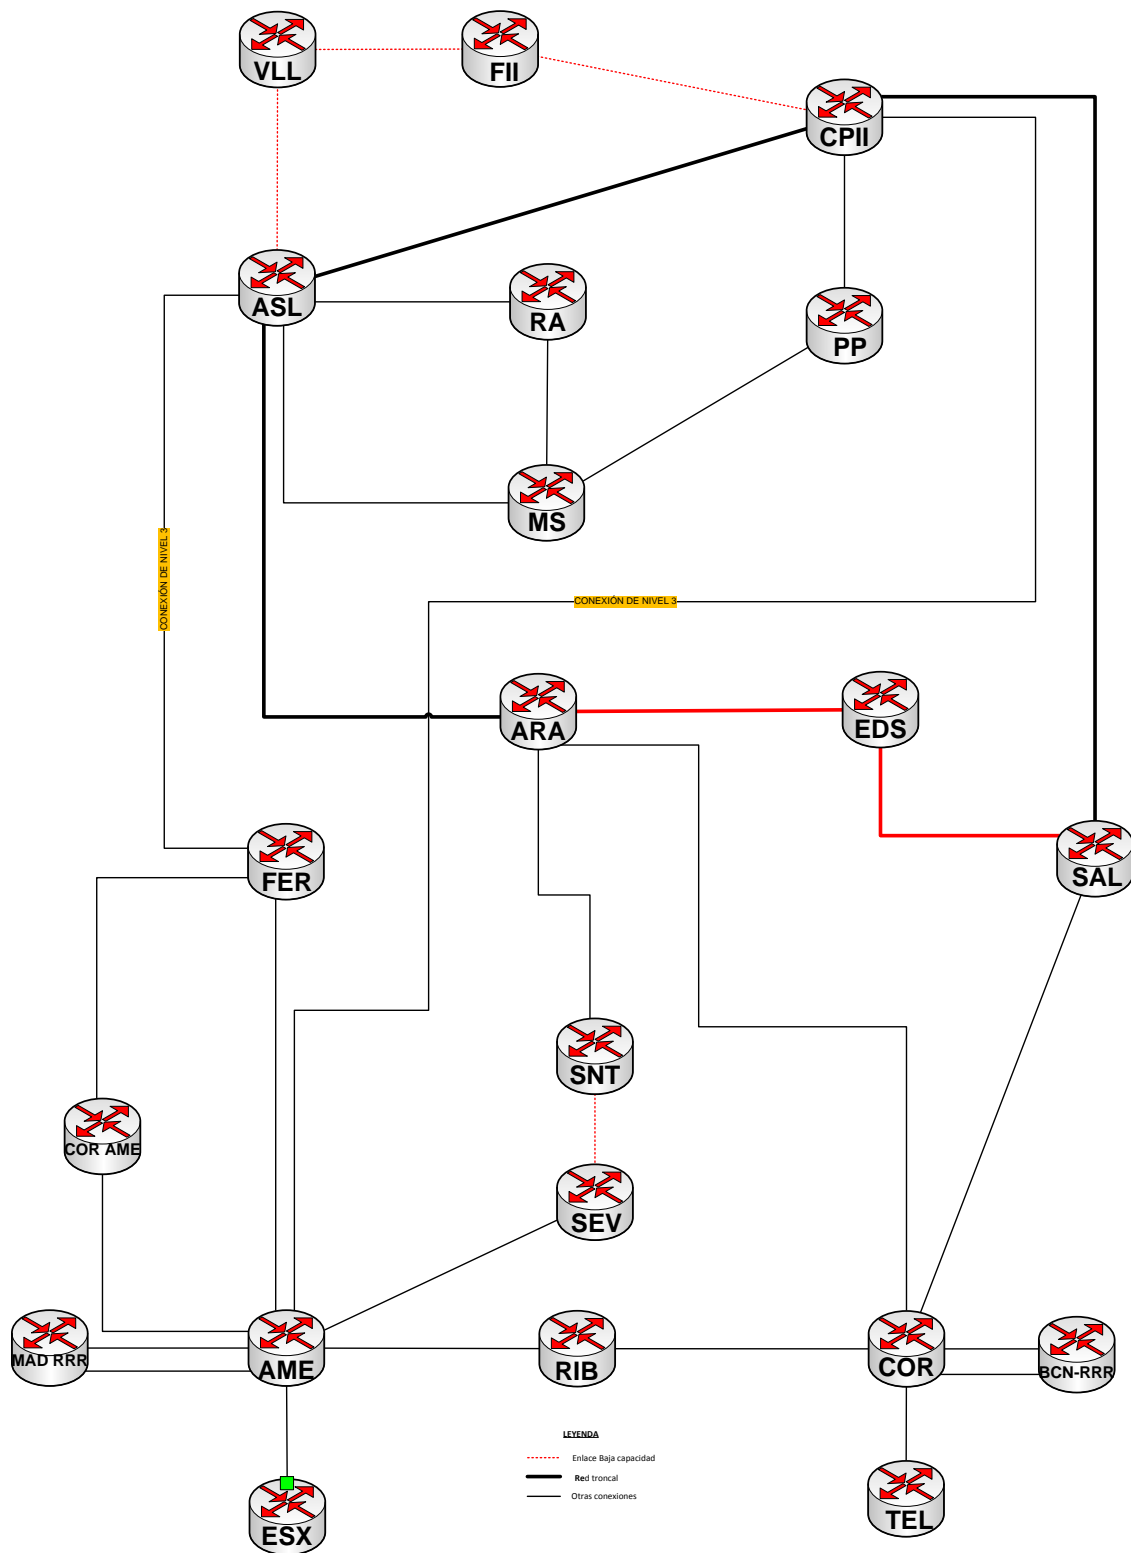 VLL
FII
CPII
ASL
RA
PP
MS
CONEXIÓN DE NIVEL 3
CONEXIÓN DE NIVEL 3
ARA
EDS
FER
SAL
SNT
COR AME
SEV
MAD RRR
AME
RIB
COR
BCN-RRR
LEYENDA
Enlace Baja capacidad
Red troncal
Otras conexiones
ESX
TEL